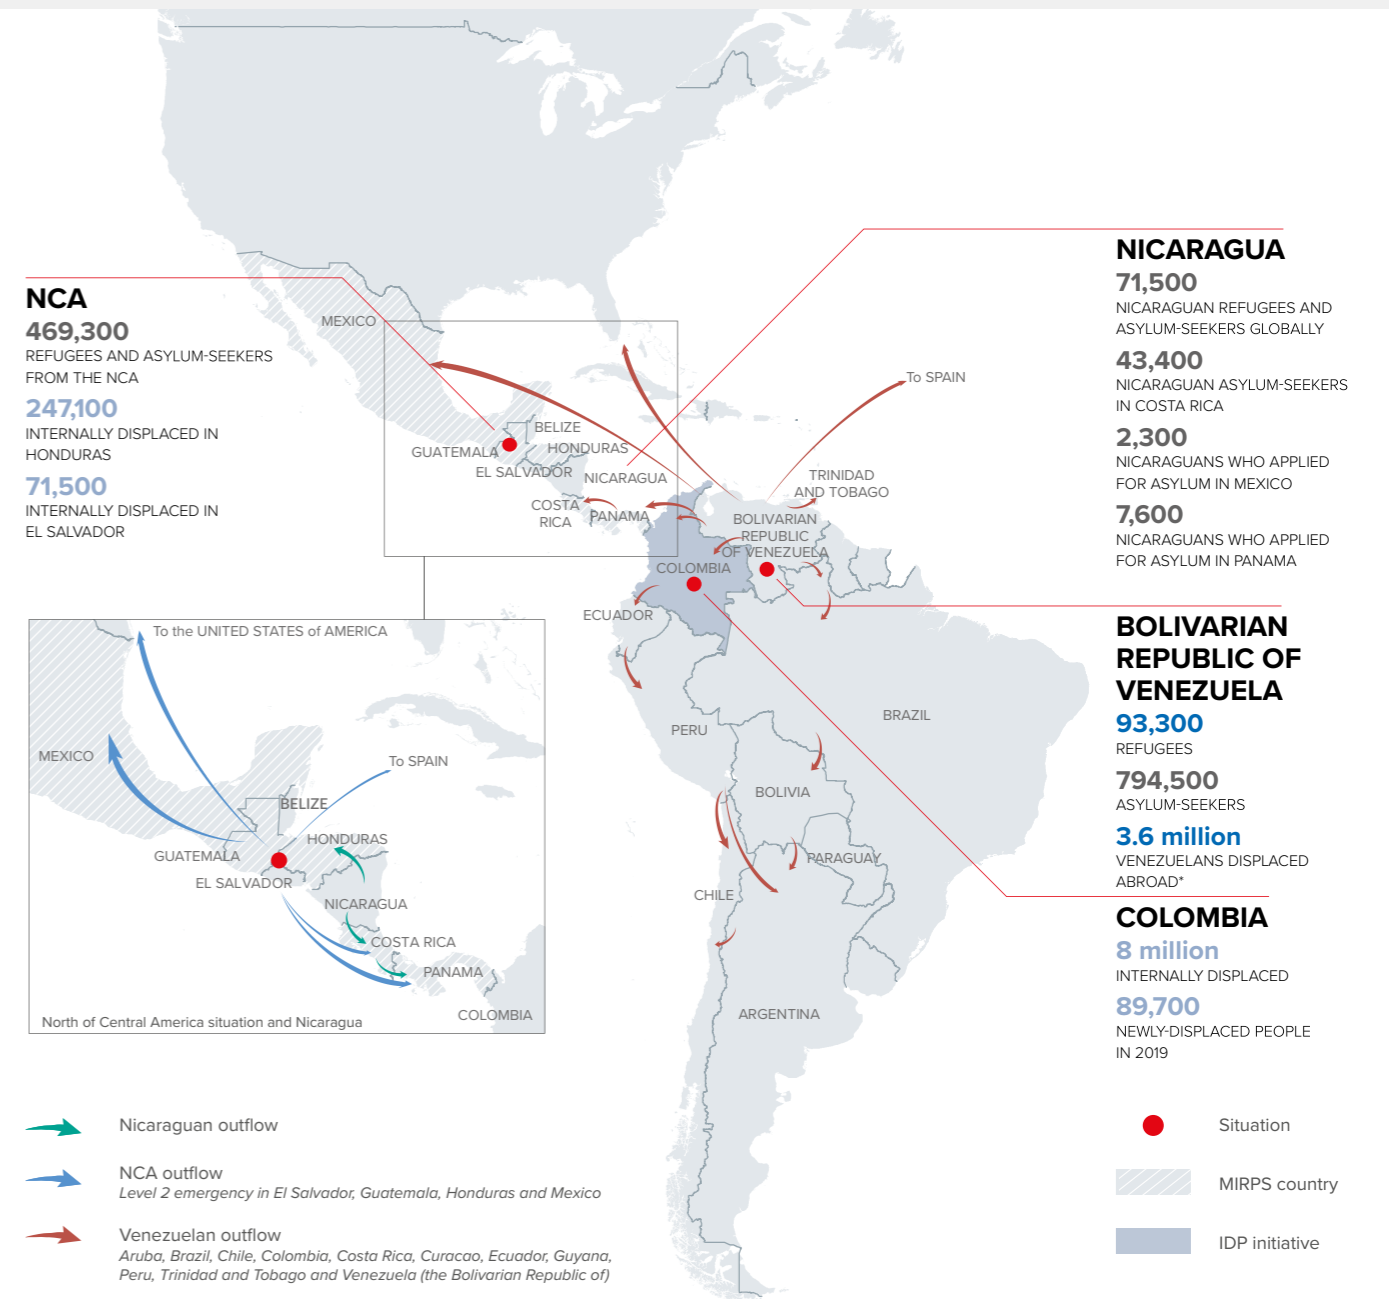 NCA
469,300
REFUGEES AND ASYLUM-SEEKERS
FROM THE NCA
247,100
INTERNALLY DISPLACED IN
HONDURAS
71,500
INTERNALLY DISPLACED IN
EL SALVADOR
MEXICO
BELIZE
GUATEMALA
HONDURAS
EL SALVADOR
NICARAGUA
COSTA
RICA
PANAMA
To SPAIN
TRINIDAD
AND TOBAGO
BOLIVARIAN
REPUBLIC
OF VENEZUELA
COLOMBIA
ECUADOR
PERU
BRAZIL
BOLIVIA
PARAGUAY
CHILE
ARGENTINA
NICARAGUA
71,500
NICARAGUAN REFUGEES AND
ASYLUM-SEEKERS GLOBALLY
43,400
NICARAGUAN ASYLUM-SEEKERS
IN COSTA RICA
2,300
NICARAGUANS WHO APPLIED
FOR ASYLUM IN MEXICO
7,600
NICARAGUANS WHO APPLIED
FOR ASYLUM IN PANAMA
BOLIVARIAN
REPUBLIC OF
VENEZUELA
93,300
REFUGEES
794,500
ASYLUM-SEEKERS
3.6 million
VENEZUELANS DISPLACED
ABROAD*
COLOMBIA
8 million
INTERNALLY DISPLACED
89,700
NEWLY-DISPLACED PEOPLE
IN 2019
To the UNITED STATES of AMERICA
MEXICO
To SPAIN
BELIZE
HONDURAS
GUATEMALA
EL SALVADOR
NICARAGUA
COSTA RICA
PANAMA
COLOMBIA
North of Central America situation and Nicaragua
Nicaraguan outflow
NCA outflow
Level 2 emergency in El Salvador, Guatemala, Honduras and Mexico
Venezuelan outflow
Aruba, Brazil, Chile, Colombia, Costa Rica, Curacao, Ecuador, Guyana,
Peru, Trinidad and Tobago and Venezuela (the Bolivarian Republic of)
Situation
MIRPS country
IDP initiative